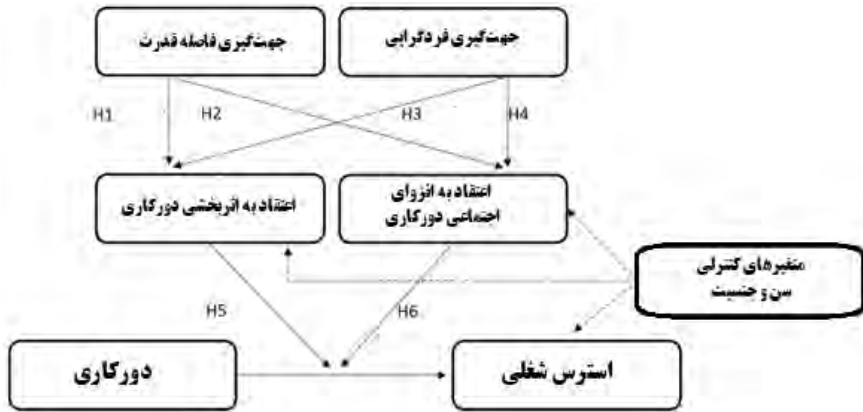 جهت‌گیری فردگرایی
جهت‌گیری فاصله قدرت
H1
H2
H3
H4
اعتقاد به انزوای
اجتماعی دورکاری
اعتقاد به اثربخشی دورکاری
متغیرهای کنترلی
سن و جنسیت
H5
H6
استرس شغلی
دورکاری